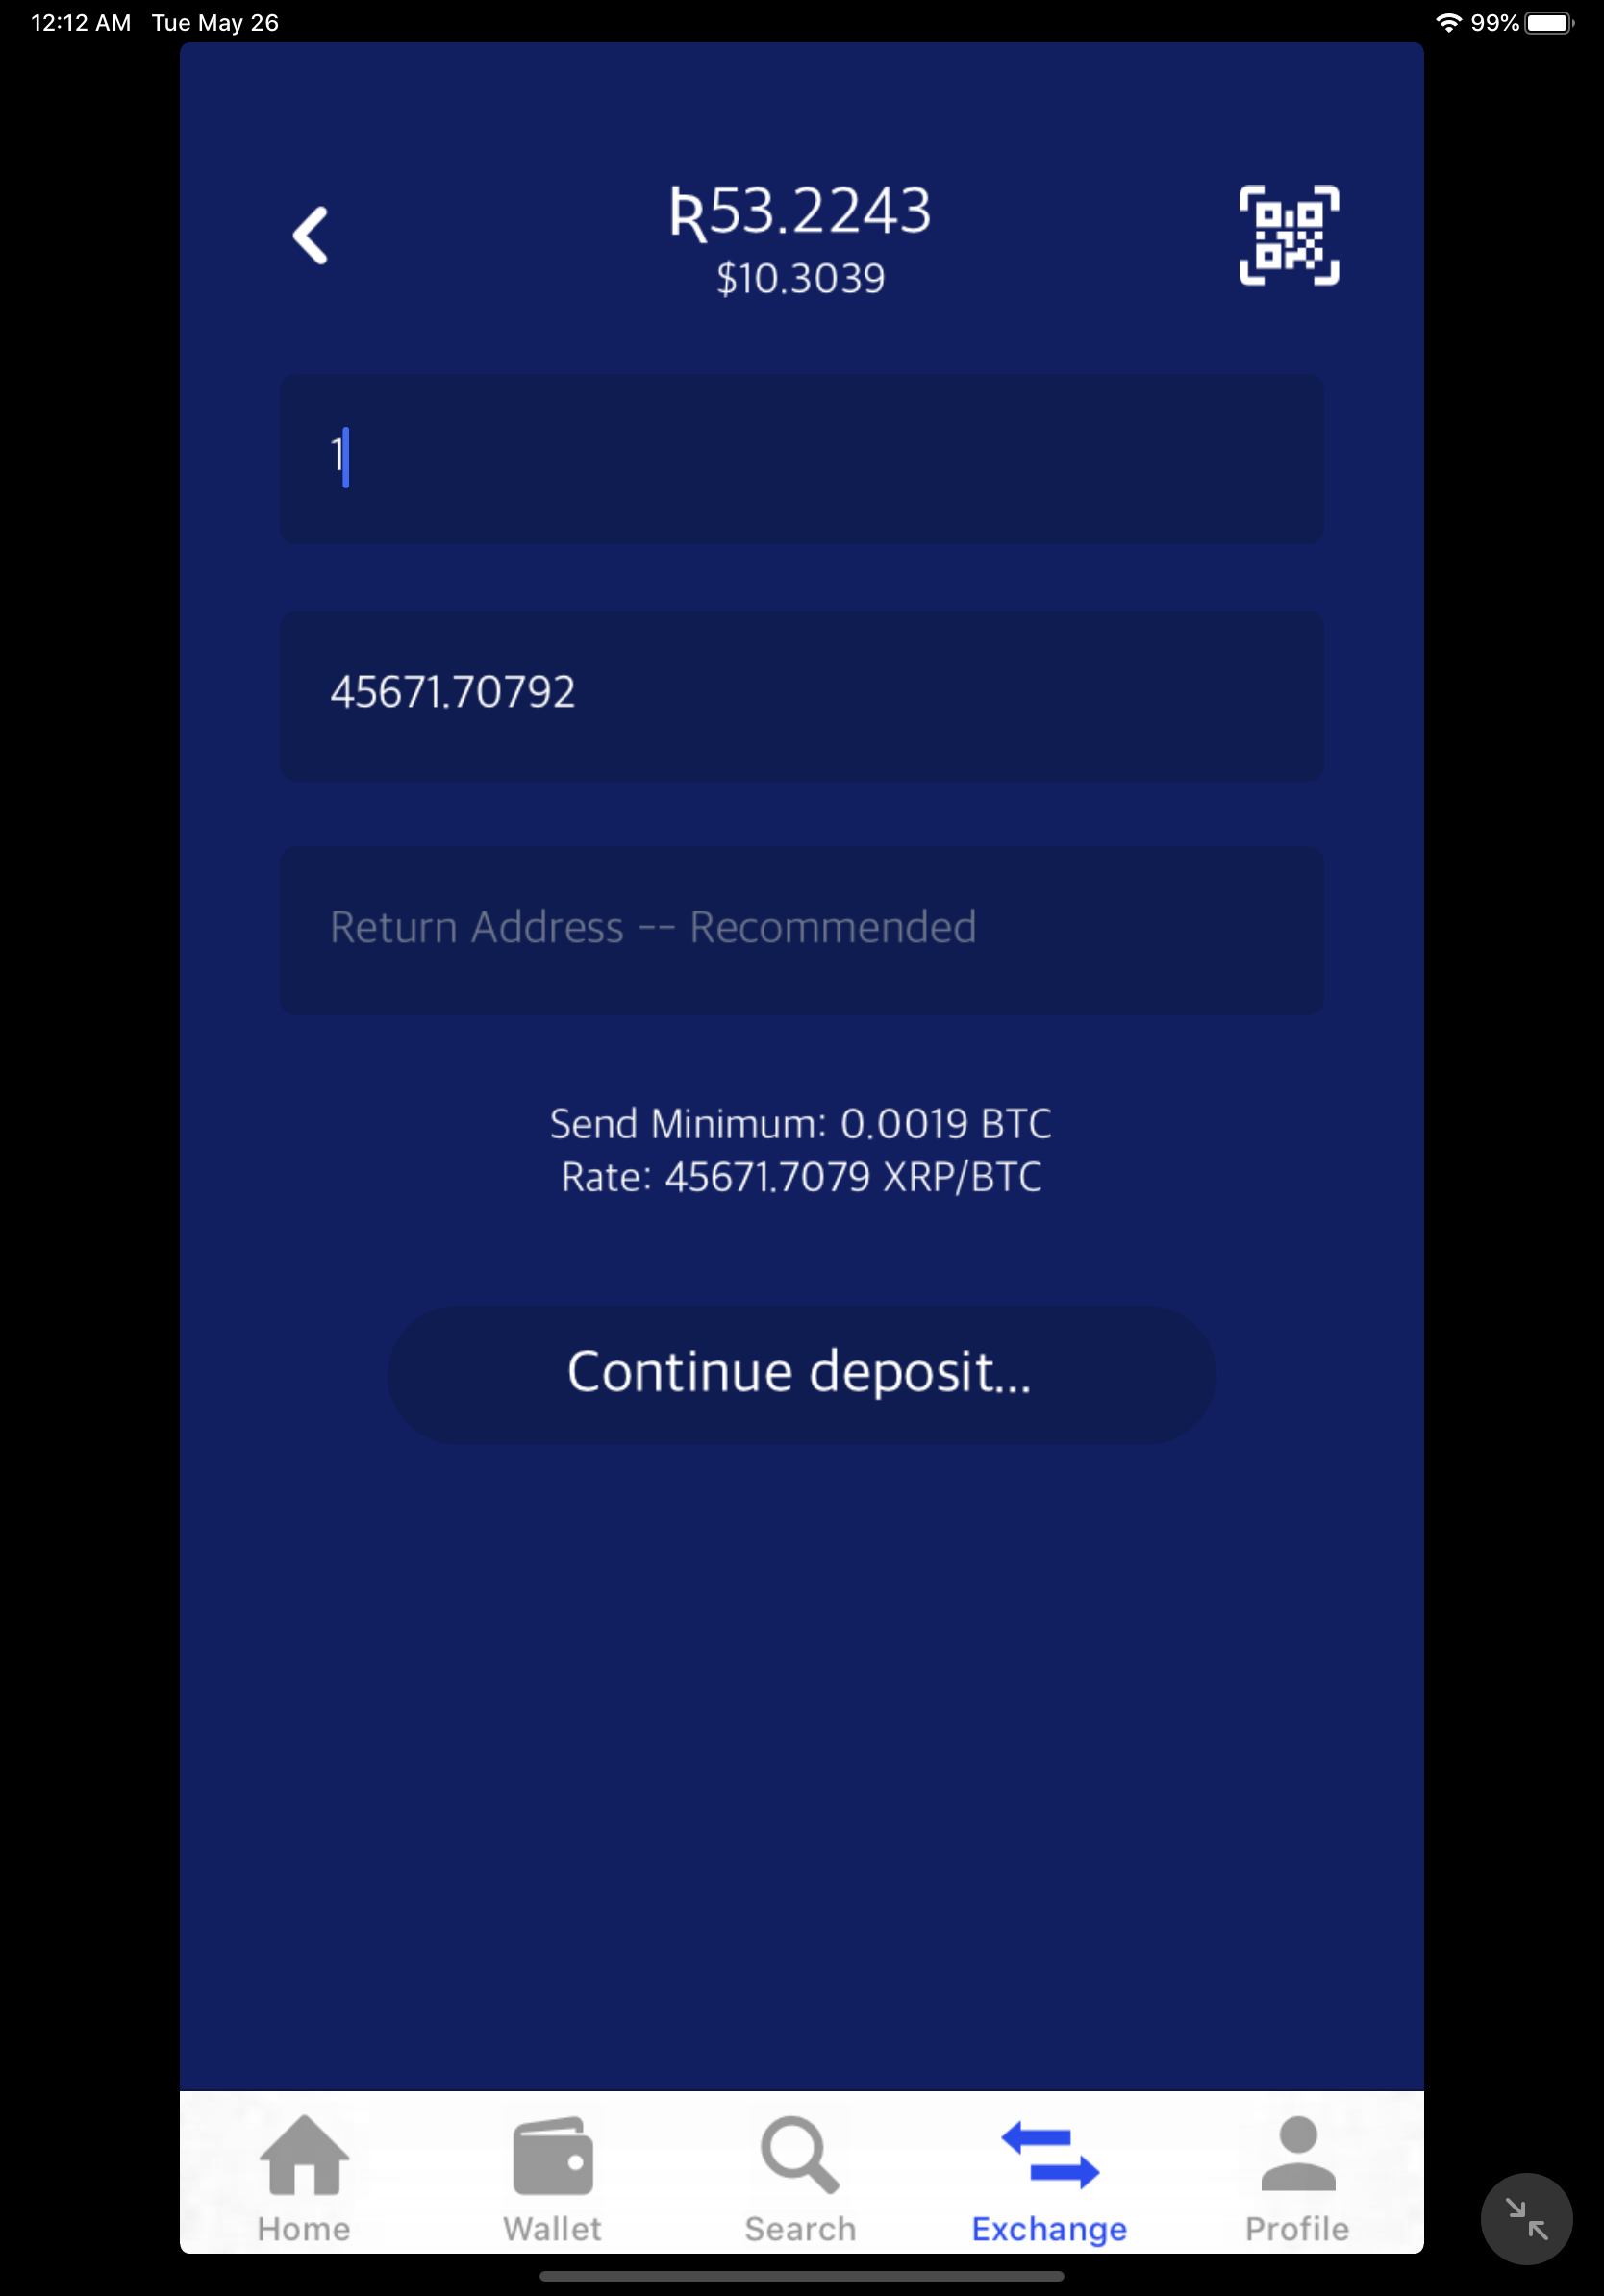 12:12 AM Tue May 26 99%
Ʀ53.2243
$10.3039
1
45671.70792
Return Address -- Recommended
Send Minimum: 0.0019 BTC
Rate: 45671.7079 XRP/BTC
Continue deposit...
Home Wallet Search Exchange Profile